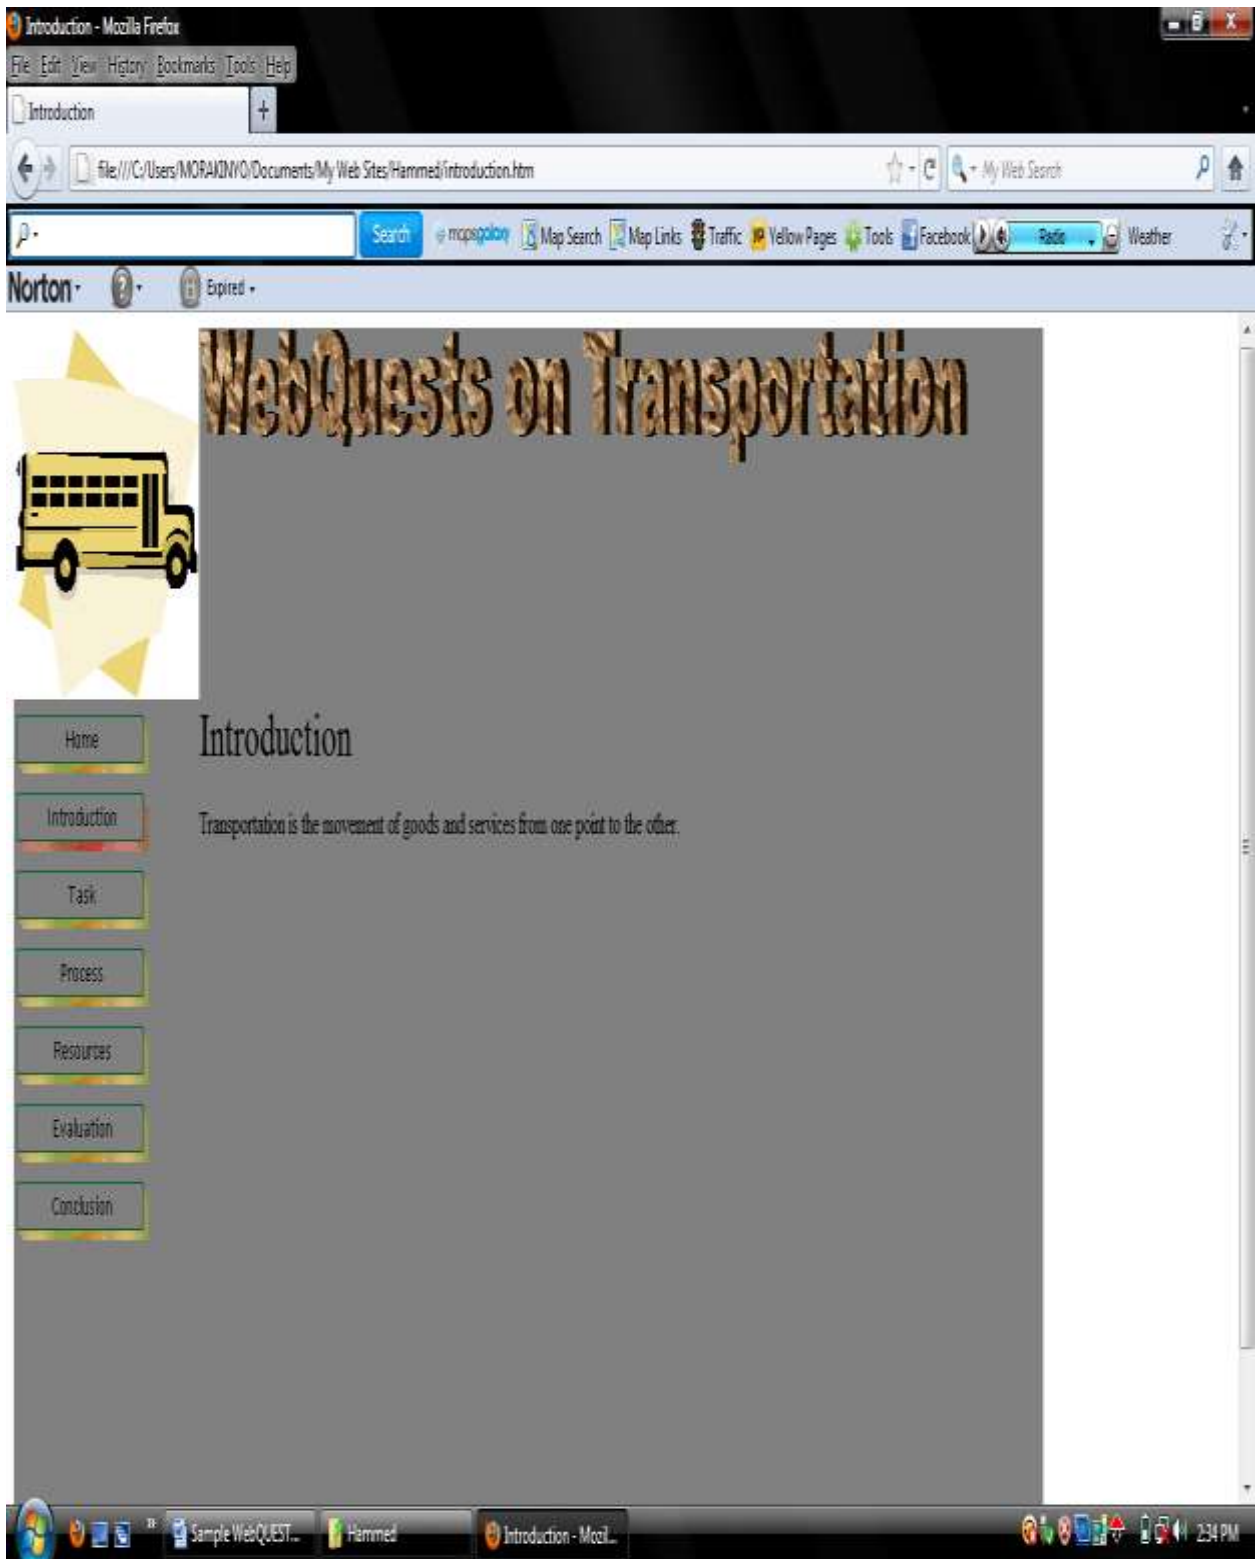 Introduction - Mozilla Firefox
File Edit View History Bookmarks Tools Help
Introduction +
file:///C:/Users/MORAKINYO/Documents/My Web Sites/Hammed/introduction.htm My Web Search
Search mapsgalaxy Map Search Map Links Traffic Yellow Pages Tools Facebook Radio Weather
Norton Expired
WebQuests on Transportation
Home
Introduction
Introduction
Transportation is the movement of goods and services from one point to the other.
Task
Process
Resources
Evaluation
Conclusion
Sample WebQUEST... Hammed Introduction - Mozil... 2:34 PM